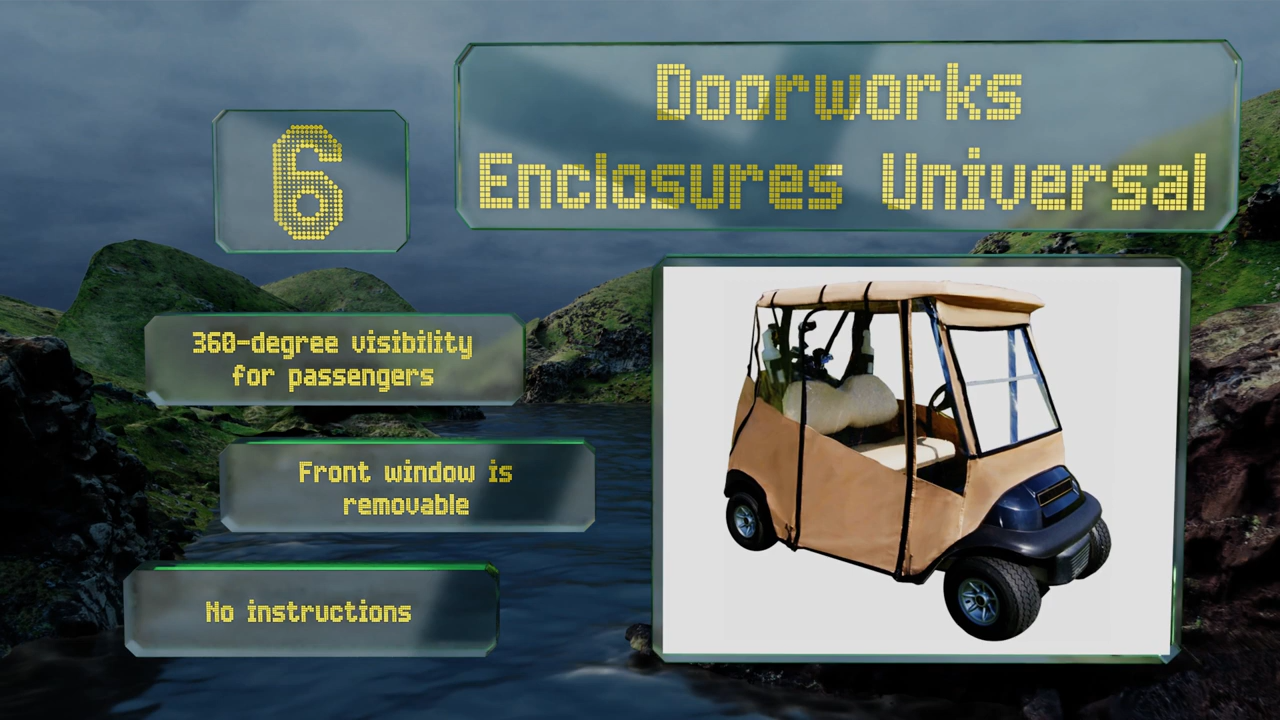 6
Doorworks
Enclosures Universal
360-degree visibility
for passengers
Front window is
removable
No instructions